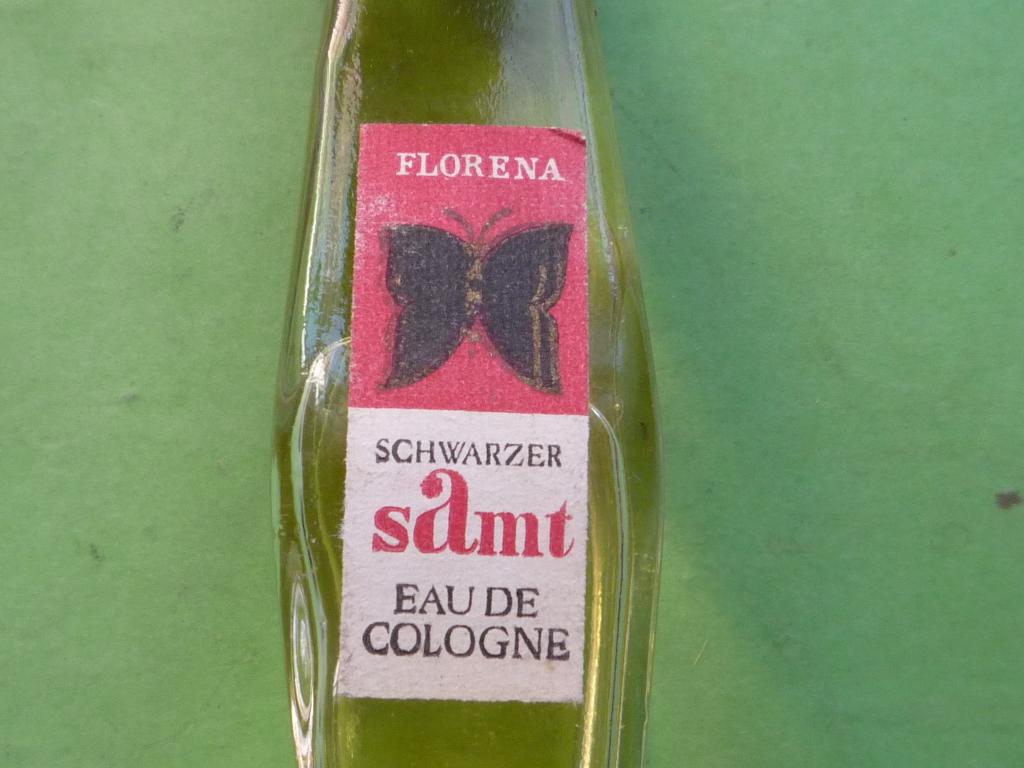 FLORENA
SCHWARZER
samt
EAU DE
COLOGNE